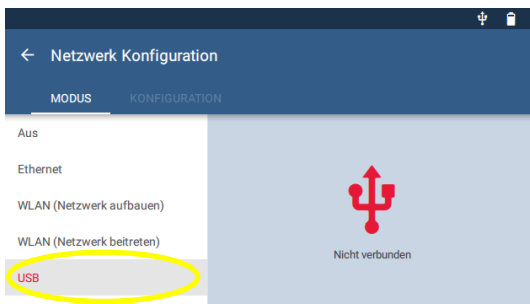 Netzwerk Konfiguration
MODUS KONFIGURATION
Aus
Ethernet
WLAN (Netzwerk aufbauen)
WLAN (Netzwerk beitreten)
Nicht verbunden
USB